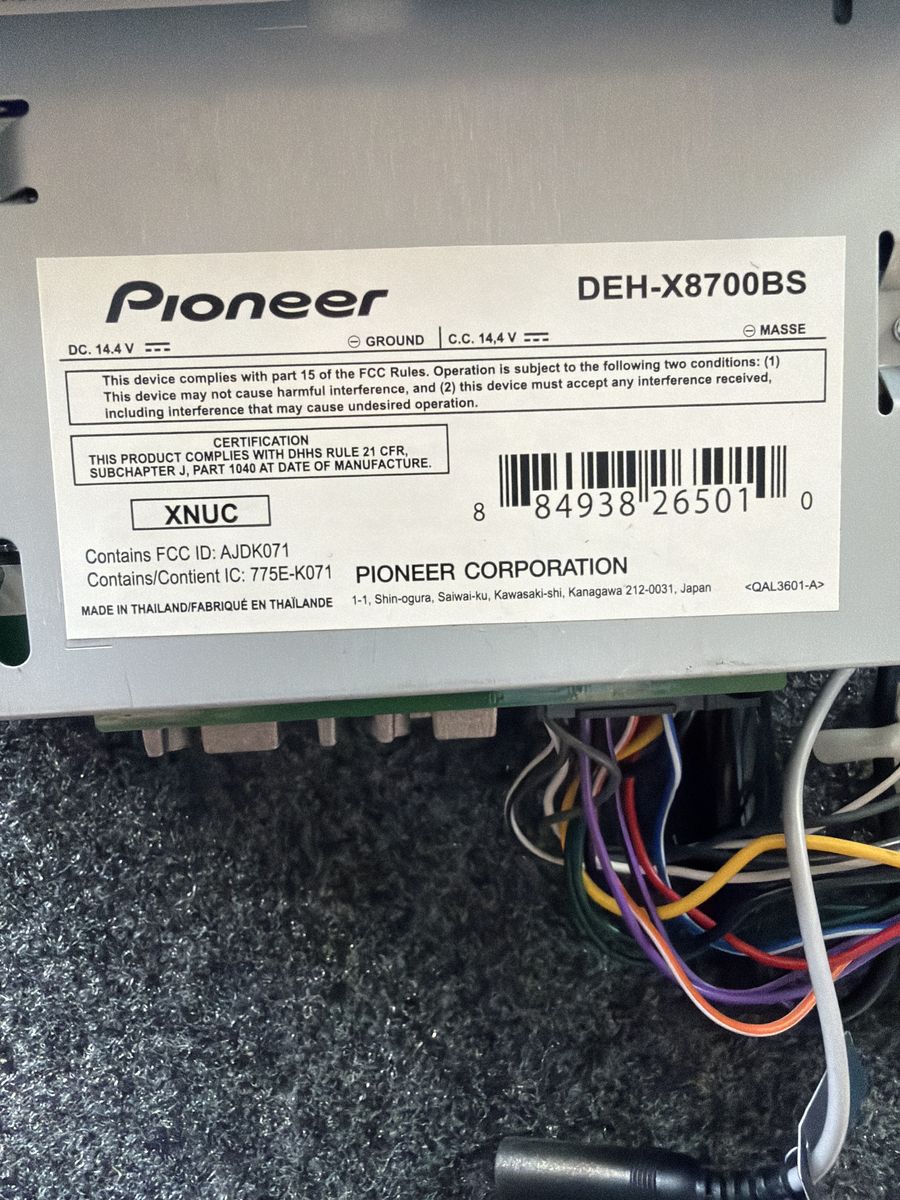 Pioneer
DEH-X8700BS
DC. 14.4 V ⎓ ⊖ GROUND | C.C. 14,4 V ⎓ ⊖ MASSE
This device complies with part 15 of the FCC Rules. Operation is subject to the following two conditions: (1)
This device may not cause harmful interference, and (2) this device must accept any interference received,
including interference that may cause undesired operation.
CERTIFICATION
THIS PRODUCT COMPLIES WITH DHHS RULE 21 CFR,
SUBCHAPTER J, PART 1040 AT DATE OF MANUFACTURE.
8 84938 26501 0
XNUC
Contains FCC ID: AJDK071
Contains/Contient IC: 775E-K071
MADE IN THAILAND/FABRIQUÉ EN THAÏLANDE
PIONEER CORPORATION
1-1, Shin-ogura, Saiwai-ku, Kawasaki-shi, Kanagawa 212-0031, Japan
<QAL3601-A>